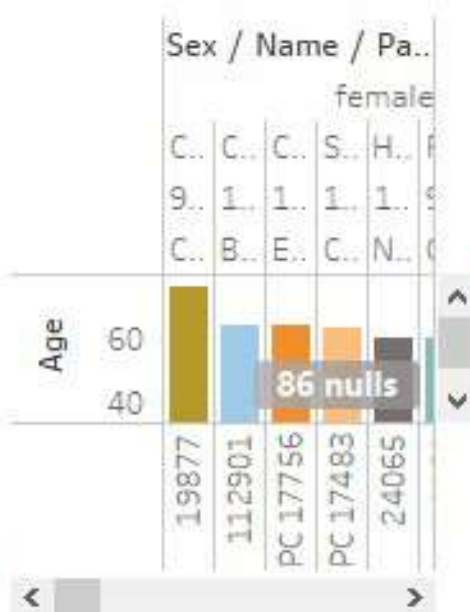 Sex / Name / Pa..
female
C.. C.. C.. S.. H..
9.. 1.. 1.. 1.. 1..
C.. B.. E.. C.. N..
Age
60
40
86 nulls
19877
112901
PC 17756
PC 17483
24065